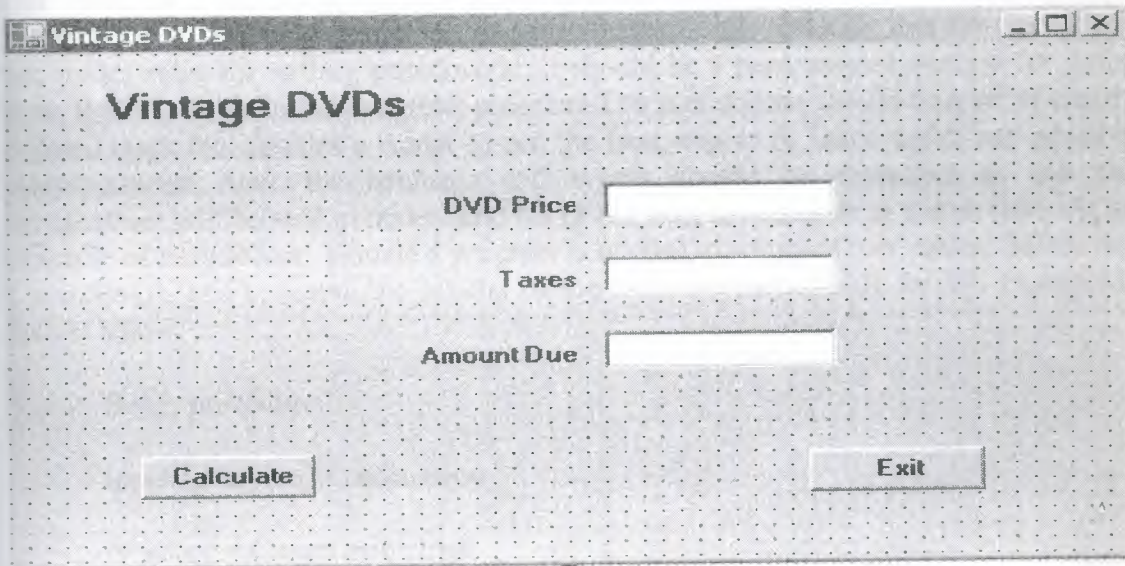 Vintage DVDs
Vintage DVDs
DVD Price
Taxes
Amount Due
Calculate
Exit